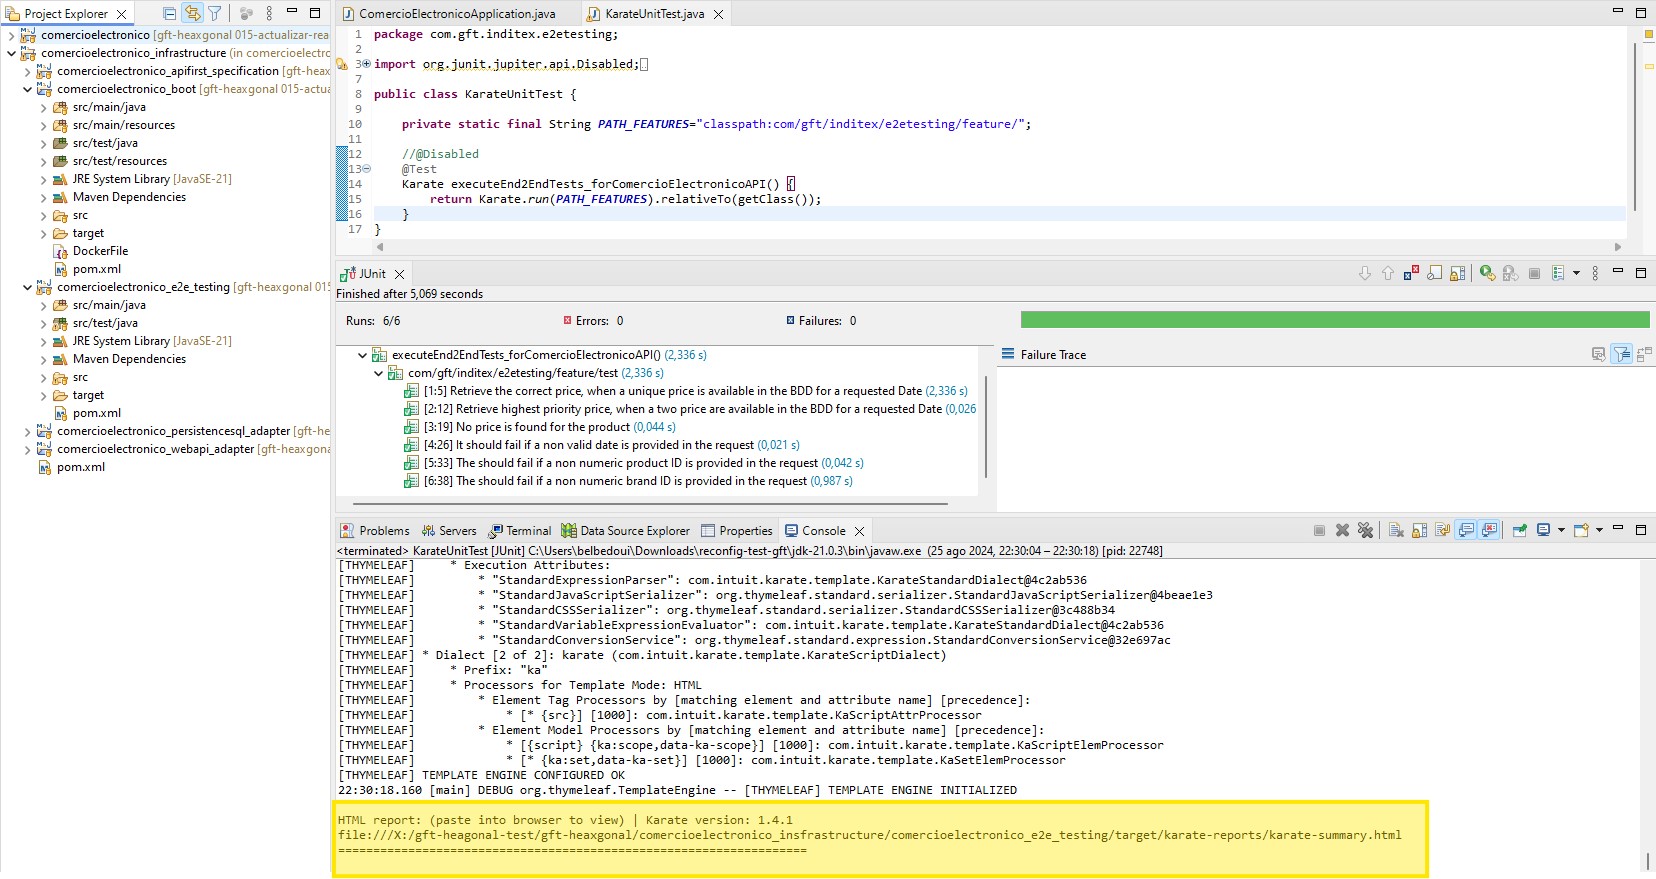 Project Explorer
comercioelectronico [gft-heaxgonal 015-actualizar-rea
comercioelectronico_infrastructure (in comercioelectro
comercioelectronico_apifirst_specification [gft-heaxg
comercioelectronico_boot [gft-heaxgonal 015-actua
src/main/java
src/main/resources
src/test/java
src/test/resources
JRE System Library [JavaSE-21]
Maven Dependencies
src
target
DockerFile
pom.xml
comercioelectronico_e2e_testing [gft-heaxgonal 015
src/main/java
src/test/java
JRE System Library [JavaSE-21]
Maven Dependencies
src
target
pom.xml
comercioelectronico_persistencesql_adapter [gft-he
comercioelectronico_webapi_adapter [gft-heaxgona
pom.xml
ComercioElectronicoApplication.java
KarateUnitTest.java
1 package com.gft.inditex.e2etesting;
2
3 import org.junit.jupiter.api.Disabled;
7
8 public class KarateUnitTest {
9
10 private static final String PATH_FEATURES="classpath:com/gft/inditex/e2etesting/feature/";
11
12 //@Disabled
13 @Test
14 Karate executeEnd2EndTests_forComercioElectronicoAPI() {
15 return Karate.run(PATH_FEATURES).relativeTo(getClass());
16 }
17 }
JUnit
Finished after 5,069 seconds
Runs: 6/6 Errors: 0 Failures: 0
executeEnd2EndTests_forComercioElectronicoAPI() (2,336 s)
com/gft/inditex/e2etesting/feature/test (2,336 s)
[1:5] Retrieve the correct price, when a unique price is available in the BDD for a requested Date (2,336 s)
[2:12] Retrieve highest priority price, when a two price are available in the BDD for a requested Date (0,026
[3:19] No price is found for the product (0,044 s)
[4:26] It should fail if a non valid date is provided in the request (0,021 s)
[5:33] The should fail if a non numeric product ID is provided in the request (0,042 s)
[6:38] The should fail if a non numeric brand ID is provided in the request (0,987 s)
Failure Trace
Problems Servers Terminal Data Source Explorer Properties Console
<terminated> KarateUnitTest [JUnit] C:\Users\belbedoui\Downloads\reconfig-test-gft\jdk-21.0.3\bin\javaw.exe (25 ago 2024, 22:30:04 – 22:30:18) [pid: 22748]
[THYMELEAF] * Execution Attributes:
[THYMELEAF] * "StandardExpressionParser": com.intuit.karate.template.KarateStandardDialect@4c2ab536
[THYMELEAF] * "StandardJavaScriptSerializer": org.thymeleaf.standard.serializer.StandardJavaScriptSerializer@4beae1e3
[THYMELEAF] * "StandardCSSSerializer": org.thymeleaf.standard.serializer.StandardCSSSerializer@3c488b34
[THYMELEAF] * "StandardVariableExpressionEvaluator": com.intuit.karate.template.KarateStandardDialect@4c2ab536
[THYMELEAF] * "StandardConversionService": org.thymeleaf.standard.expression.StandardConversionService@32e697ac
[THYMELEAF] * Dialect [2 of 2]: karate (com.intuit.karate.template.KarateScriptDialect)
[THYMELEAF] * Prefix: "ka"
[THYMELEAF] * Processors for Template Mode: HTML
[THYMELEAF] * Element Tag Processors by [matching element and attribute name] [precedence]:
[THYMELEAF] * [* {src}] [1000]: com.intuit.karate.template.KaScriptAttrProcessor
[THYMELEAF] * Element Model Processors by [matching element and attribute name] [precedence]:
[THYMELEAF] * [{script} {ka:scope,data-ka-scope}] [1000]: com.intuit.karate.template.KaScriptElemProcessor
[THYMELEAF] * [* {ka:set,data-ka-set}] [1000]: com.intuit.karate.template.KaSetElemProcessor
[THYMELEAF] TEMPLATE ENGINE CONFIGURED OK
22:30:18.160 [main] DEBUG org.thymeleaf.TemplateEngine -- [THYMELEAF] TEMPLATE ENGINE INITIALIZED
HTML report: (paste into browser to view) | Karate version: 1.4.1
file:///X:/gft-heagonal-test/gft-heaxgonal/comercioelectronico_insfrastructure/comercioelectronico_e2e_testing/target/karate-reports/karate-summary.html
===================================================================